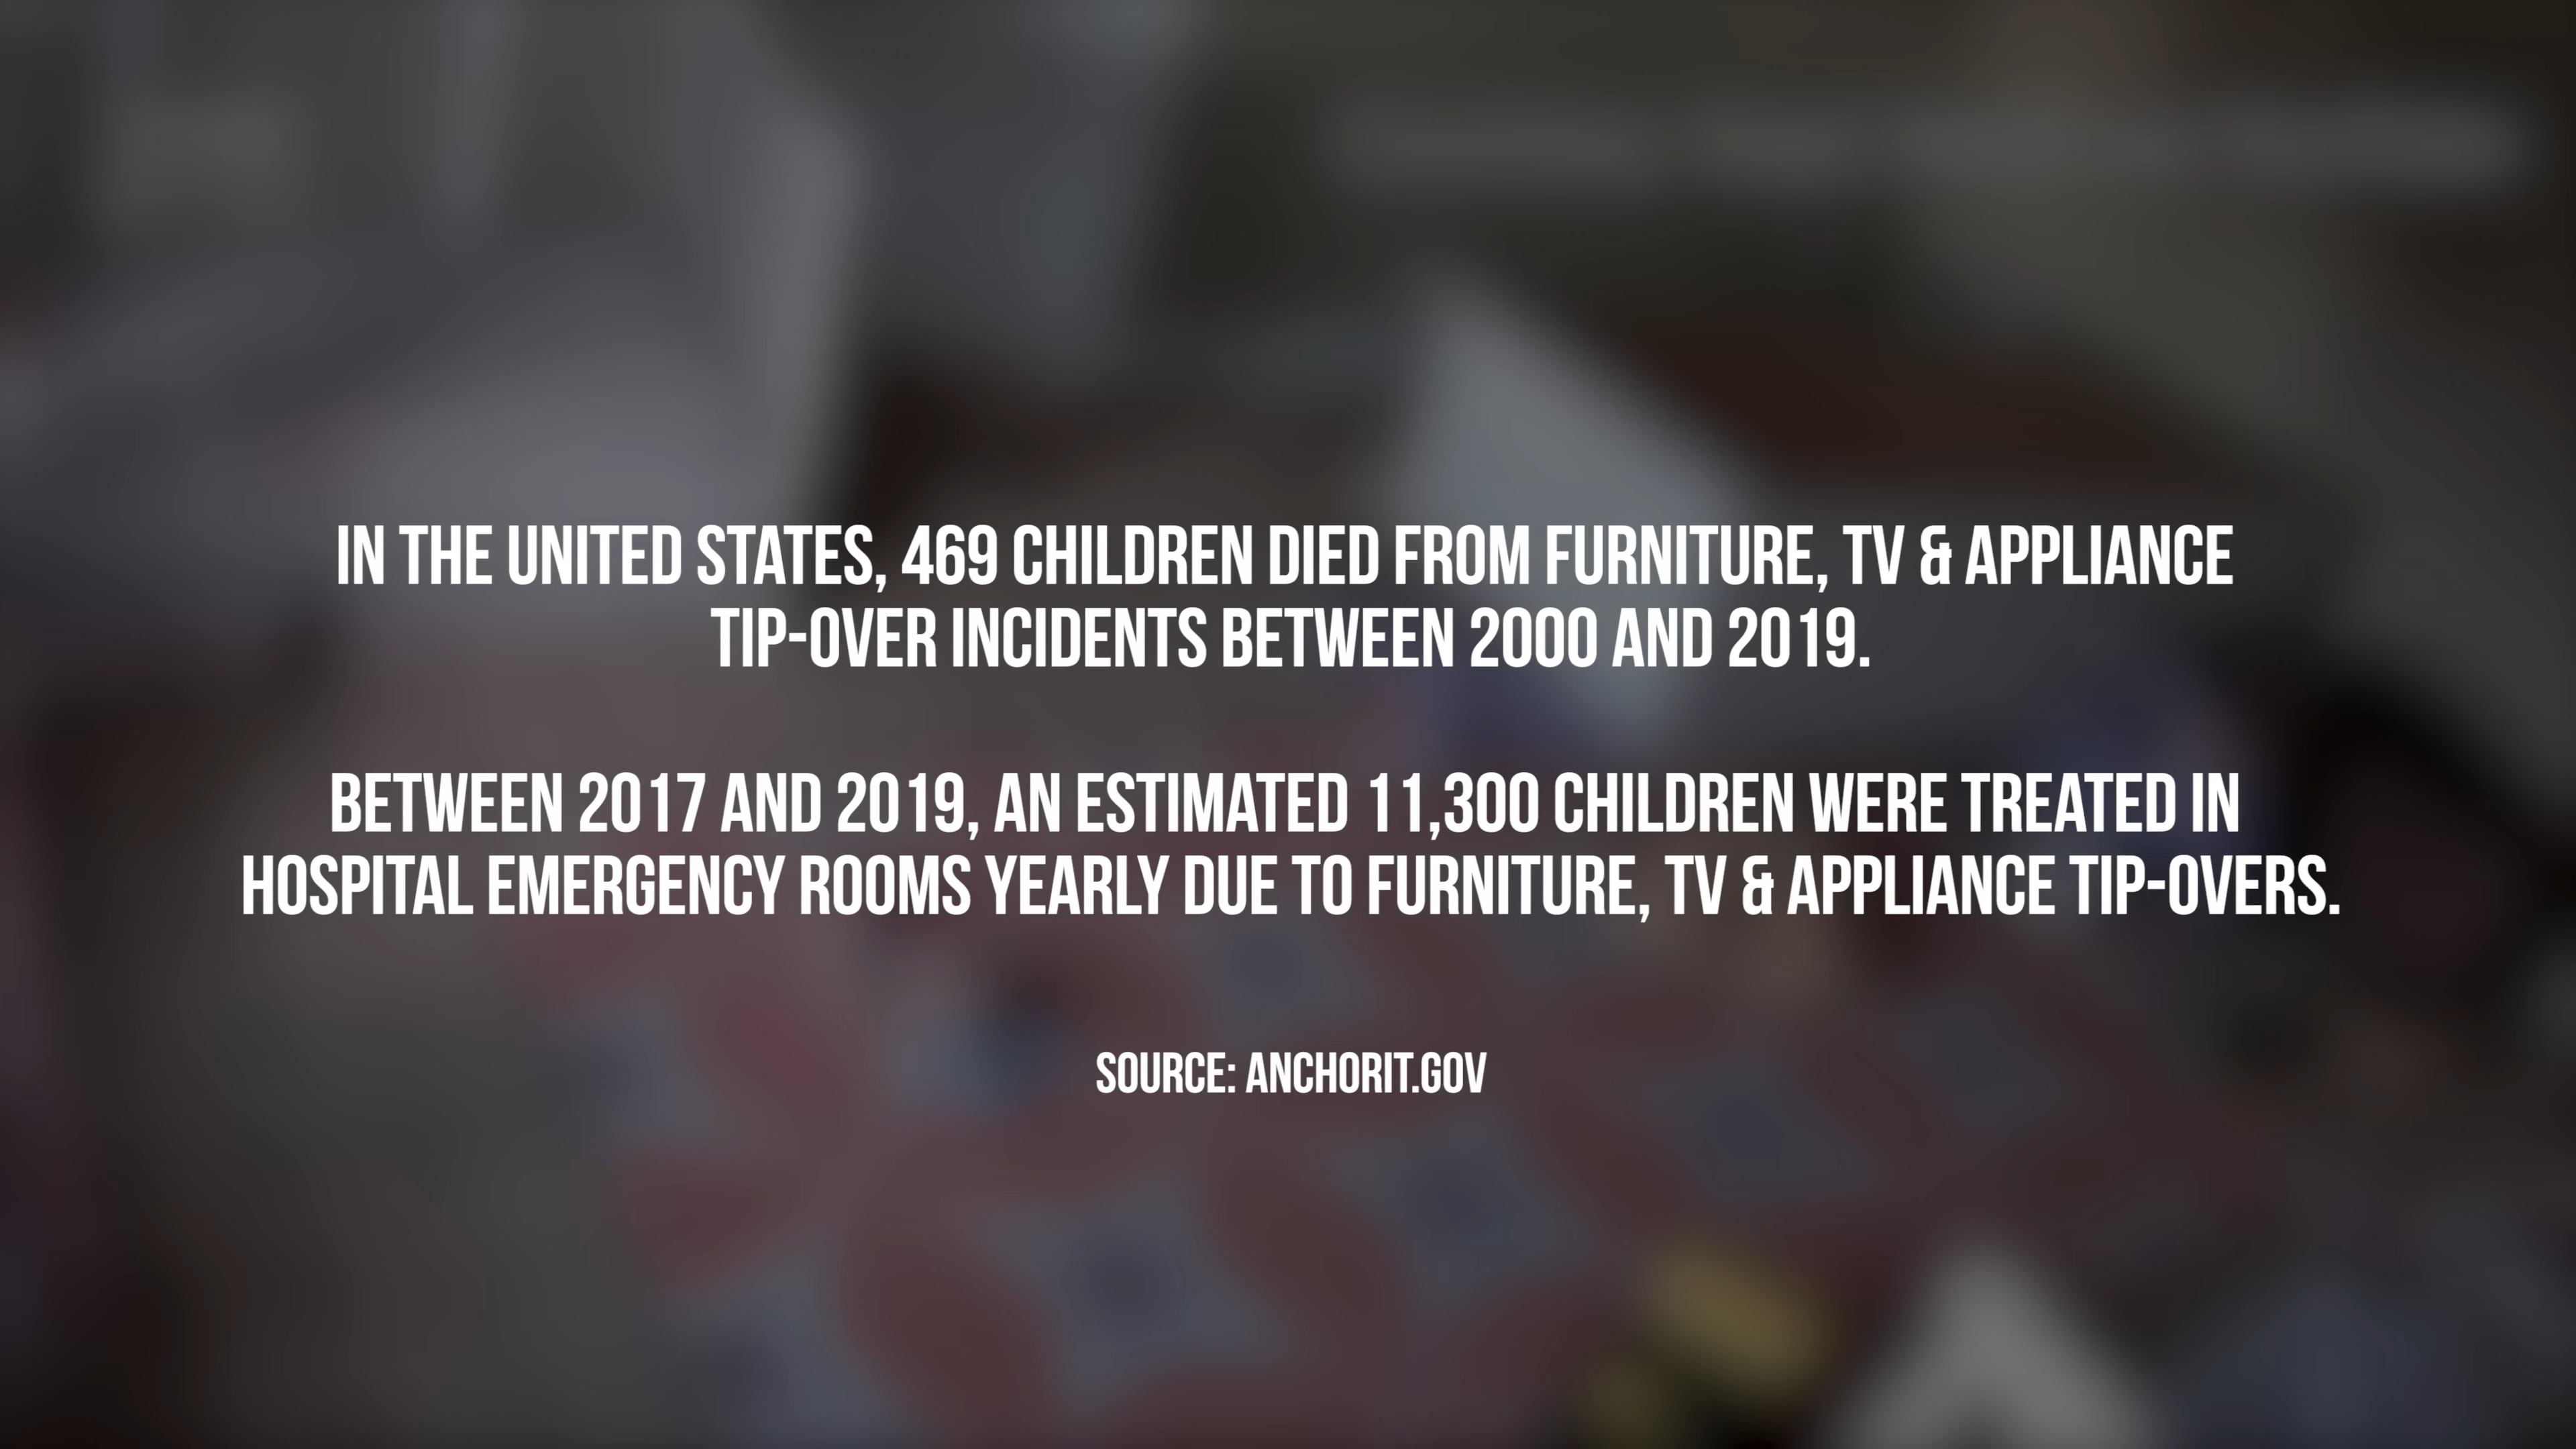 IN THE UNITED STATES, 469 CHILDREN DIED FROM FURNITURE, TV & APPLIANCE
TIP-OVER INCIDENTS BETWEEN 2000 AND 2019.
BETWEEN 2017 AND 2019, AN ESTIMATED 11,300 CHILDREN WERE TREATED IN
HOSPITAL EMERGENCY ROOMS YEARLY DUE TO FURNITURE, TV & APPLIANCE TIP-OVERS.
SOURCE: ANCHORIT.GOV